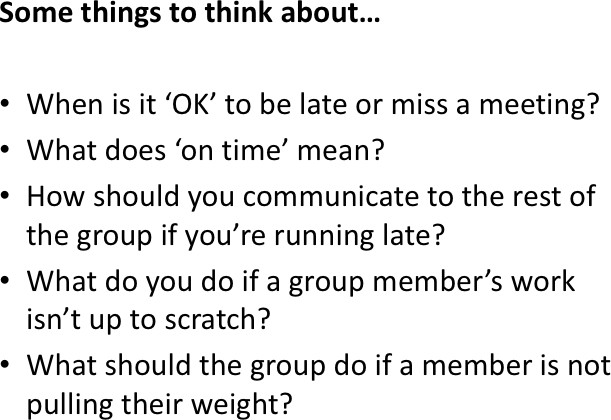 Some things to think about…
• When is it ‘OK’ to be late or miss a meeting?
• What does ‘on time’ mean?
• How should you communicate to the rest of
the group if you’re running late?
• What do you do if a group member’s work
isn’t up to scratch?
• What should the group do if a member is not
pulling their weight?